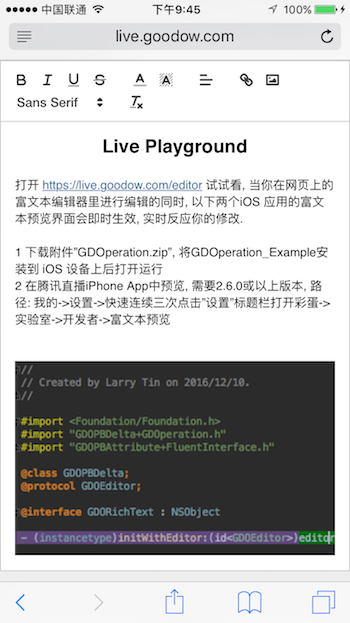 中国联通 下午9:45 100%
live.goodow.com
B I U S A A
Sans Serif Tx
Live Playground
打开 https://live.goodow.com/editor 试试看, 当你在网页上的
富文本编辑器里进行编辑的同时, 以下两个iOS 应用的富文
本预览界面会即时生效, 实时反应你的修改.
1 下载附件"GDOperation.zip", 将GDOperation_Example安
装到 iOS 设备上后打开运行
2 在腾讯直播iPhone App中预览, 需要2.6.0或以上版本, 路
径: 我的->设置->快速连续三次点击"设置"标题栏打开彩蛋->
实验室->开发者->富文本预览
//
// Created by Larry Tin on 2016/12/10.
//
#import <Foundation/Foundation.h>
#import "GDOPBDelta+GDOperation.h"
#import "GDOPBAttribute+FluentInterface.h"
@class GDOPBDelta;
@protocol GDOEditor;
@interface GDORichText : NSObject
- (instancetype)initWithEditor:(id<GDOEditor>)editor